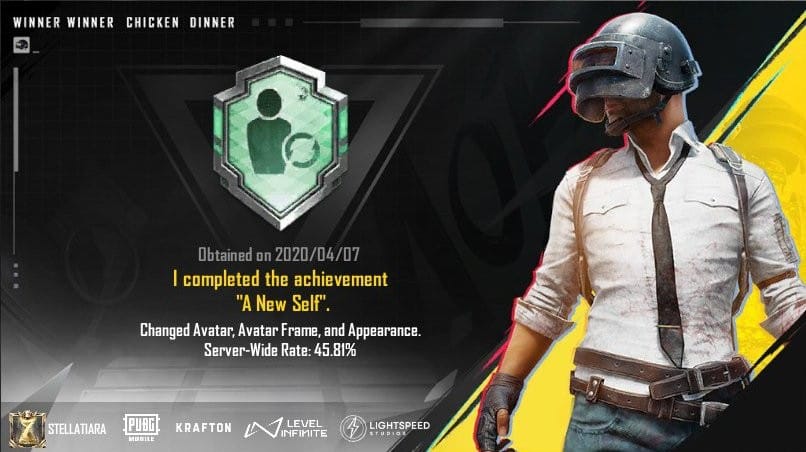 WINNER WINNER CHICKEN DINNER
Obtained on 2020/04/07
I completed the achievement
"A New Self".
Changed Avatar, Avatar Frame, and Appearance.
Server-Wide Rate: 45.81%
STELLATIARA
PUBG MOBILE
KRAFTON
LEVEL INFINITE
LIGHTSPEED STUDIOS